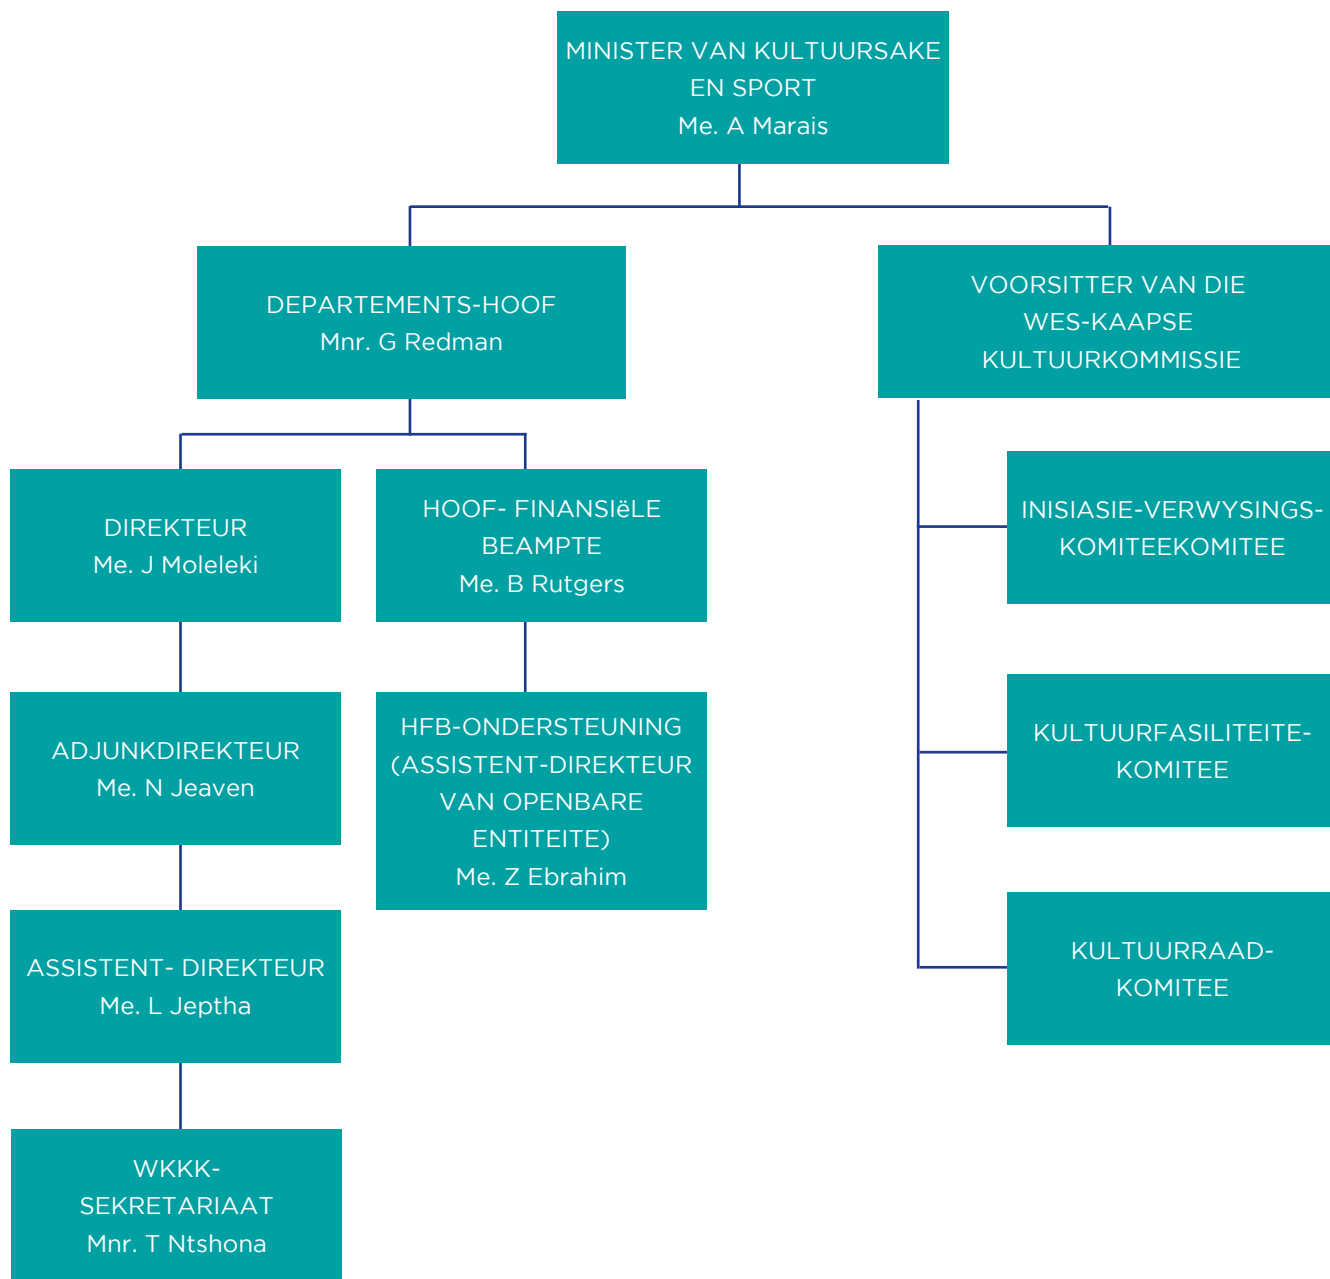 MINISTER VAN KULTUURSAKE
EN SPORT
Me. A Marais
DEPARTEMENTS-HOOF
Mnr. G Redman
VOORSITTER VAN DIE
WES-KAAPSE
KULTUURKOMMISSIE
DIREKTEUR
Me. J Moleleki
HOOF- FINANSIëLE
BEAMPTE
Me. B Rutgers
INISIASIE-VERWYSINGS-
KOMITEEKOMITEE
ADJUNKDIREKTEUR
Me. N Jeaven
HFB-ONDERSTEUNING
(ASSISTENT-DIREKTEUR
VAN OPENBARE
ENTITEITE)
Me. Z Ebrahim
KULTUURFASILITEITE-
KOMITEE
ASSISTENT- DIREKTEUR
Me. L Jeptha
KULTUURRAAD-
KOMITEE
WKKK-
SEKRETARIAAT
Mnr. T Ntshona